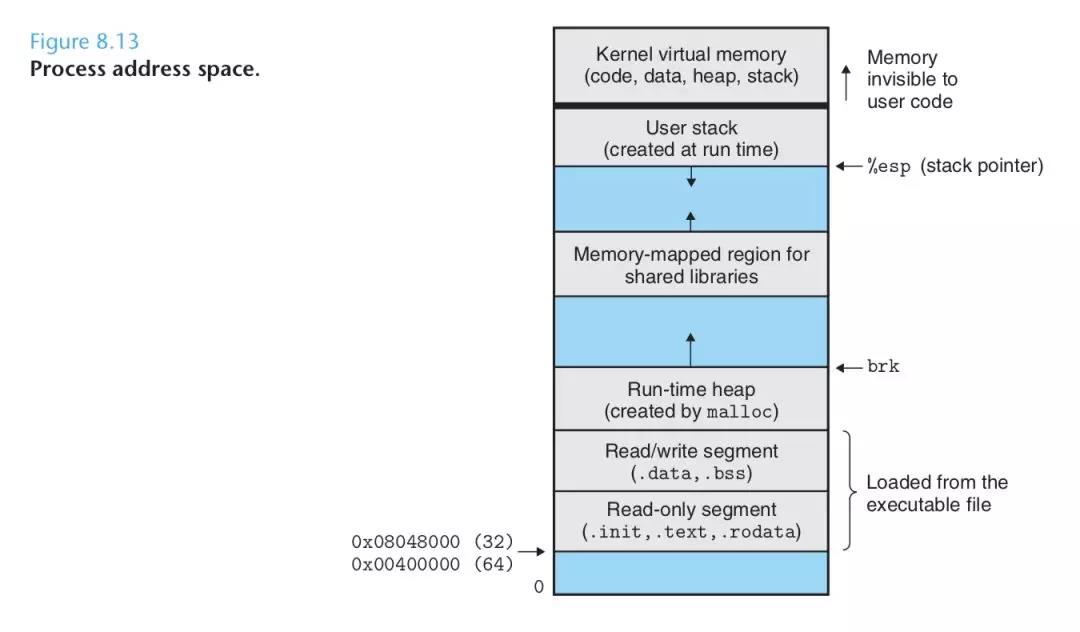 Figure 8.13
Process address space.
Kernel virtual memory
(code, data, heap, stack)
Memory
invisible to
user code
User stack
(created at run time)
%esp (stack pointer)
Memory-mapped region for
shared libraries
brk
Run-time heap
(created by malloc)
Read/write segment
(.data,.bss)
Loaded from the
executable file
Read-only segment
(.init,.text,.rodata)
0x08048000 (32)
0x00400000 (64)
0